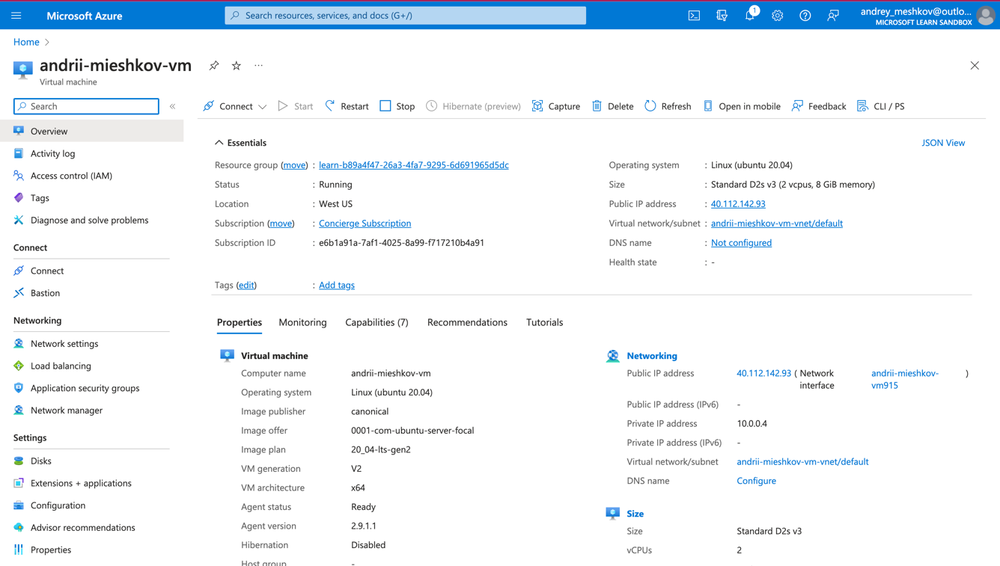 Microsoft Azure
Search resources, services, and docs (G+/)
1
andrey_meshkov@outlo...
MICROSOFT LEARN SANDBOX
Home
andrii-mieshkov-vm
Virtual machine
Search
Connect
Start
Restart
Stop
Hibernate (preview)
Capture
Delete
Refresh
Open in mobile
Feedback
CLI / PS
Overview
Activity log
Access control (IAM)
Tags
Diagnose and solve problems
Connect
Connect
Bastion
Networking
Network settings
Load balancing
Application security groups
Network manager
Settings
Disks
Extensions + applications
Configuration
Advisor recommendations
Properties
Essentials
JSON View
Resource group (move) : learn-b89a4f47-26a3-4fa7-9295-6d691965d5dc
Status : Running
Location : West US
Subscription (move) : Concierge Subscription
Subscription ID : e6b1a91a-7af1-4025-8a99-f717210b4a91
Operating system : Linux (ubuntu 20.04)
Size : Standard D2s v3 (2 vcpus, 8 GiB memory)
Public IP address : 40.112.142.93
Virtual network/subnet : andrii-mieshkov-vm-vnet/default
DNS name : Not configured
Health state : -
Tags (edit) : Add tags
Properties
Monitoring
Capabilities (7)
Recommendations
Tutorials
Virtual machine
Computer name andrii-mieshkov-vm
Operating system Linux (ubuntu 20.04)
Image publisher canonical
Image offer 0001-com-ubuntu-server-focal
Image plan 20_04-lts-gen2
VM generation V2
VM architecture x64
Agent status Ready
Agent version 2.9.1.1
Hibernation Disabled
Host group -
Networking
Public IP address 40.112.142.93 ( Network andrii-mieshkov- )
interface vm915
Public IP address (IPv6) -
Private IP address 10.0.0.4
Private IP address (IPv6) -
Virtual network/subnet andrii-mieshkov-vm-vnet/default
DNS name Configure
Size
Size Standard D2s v3
vCPUs 2